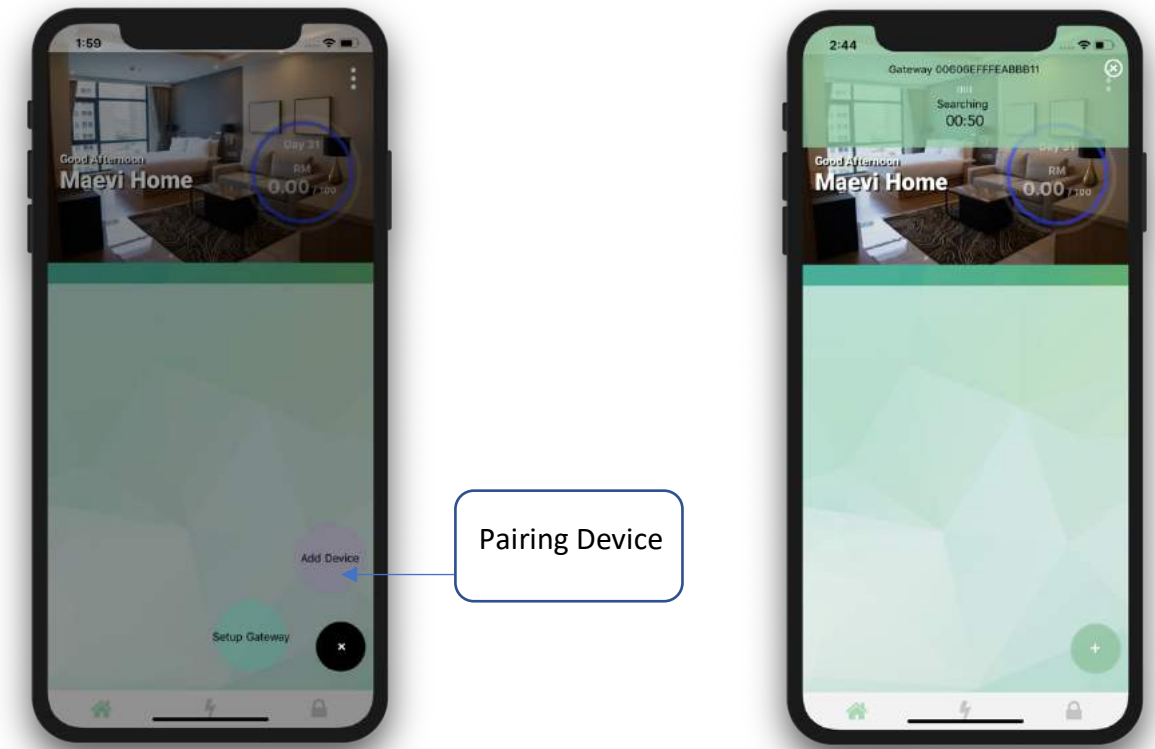 1:59
Good Afternoon
Maevi Home
Day 31
RM
0.00 / 100
Add Device
Setup Gateway
Pairing Device
2:44
Gateway 00606EFFFEABBB11
Searching
00:50
Good Afternoon
Maevi Home
Day 31
RM
0.00 / 100